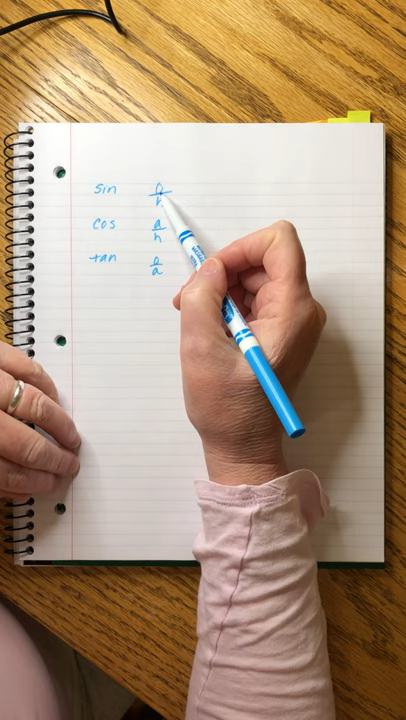 sin o/h
cos a/h
tan o/a